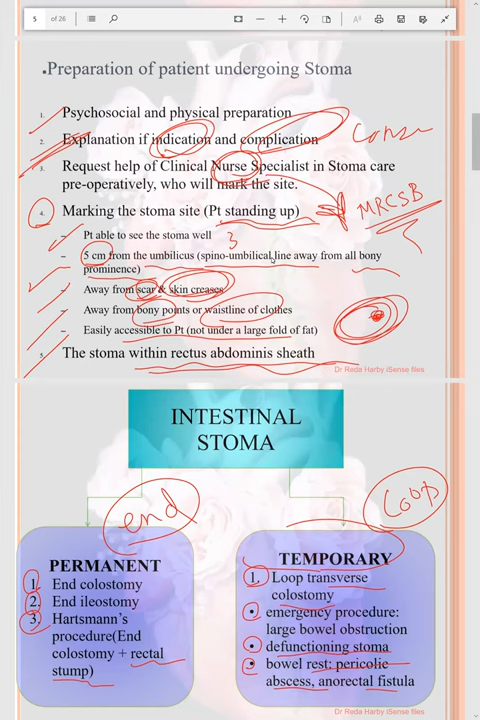 5 of 26
•Preparation of patient undergoing Stoma
1. Psychosocial and physical preparation
2. Explanation if indication and complication
3. Request help of Clinical Nurse Specialist in Stoma care
pre-operatively, who will mark the site.
MRCSB
4. Marking the stoma site (Pt standing up)
– Pt able to see the stoma well
3
– 5 cm from the umbilicus (spino-umbilical line away from all bony
prominence)
– Away from scar & skin creases
– Away from bony points or waistline of clothes
– Easily accessible to Pt (not under a large fold of fat)
5. The stoma within rectus abdominis sheath
Dr Reda Harby iSense files
INTESTINAL
STOMA
end
Loop
PERMANENT
1. End colostomy
2. End ileostomy
3. Hartsmann’s
procedure(End
colostomy + rectal
stump)
TEMPORARY
1. Loop transverse
colostomy
• emergency procedure:
large bowel obstruction
• defunctioning stoma
• bowel rest: pericolic
abscess, anorectal fistula
Dr Reda Harby iSense files